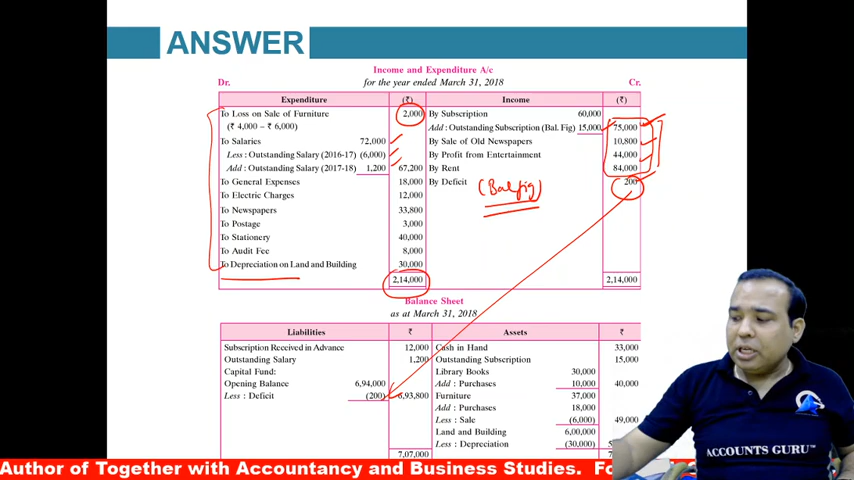 ANSWER
Income and Expenditure A/c
Dr. for the year ended March 31, 2018 Cr.
Expenditure (₹) Income (₹)
To Loss on Sale of Furniture 2,000 By Subscription 60,000
(₹ 4,000 – ₹ 6,000) Add : Outstanding Subscription (Bal. Fig) 15,000 75,000
To Salaries 72,000 By Sale of Old Newspapers 10,800
Less : Outstanding Salary (2016-17) (6,000) By Profit from Entertainment 44,000
Add : Outstanding Salary (2017-18) 1,200 67,200 By Rent 84,000
To General Expenses 18,000 By Deficit (Bal fig) 200
To Electric Charges 12,000
To Newspapers 33,800
To Postage 3,000
To Stationery 40,000
To Audit Fee 8,000
To Depreciation on Land and Building 30,000
2,14,000 2,14,000
Balance Sheet
as at March 31, 2018
Liabilities ₹ Assets ₹
Subscription Received in Advance 12,000 Cash in Hand 33,000
Outstanding Salary 1,200 Outstanding Subscription 15,000
Capital Fund: Library Books 30,000
Opening Balance 6,94,000 Add : Purchases 10,000 40,000
Less : Deficit (200) 6,93,800 Furniture 37,000
Add : Purchases 18,000
Less : Sale (6,000) 49,000
Land and Building 6,00,000
Less : Depreciation (30,000)
7,07,000
ACCOUNTS GURU™
Author of Together with Accountancy and Business Studies.